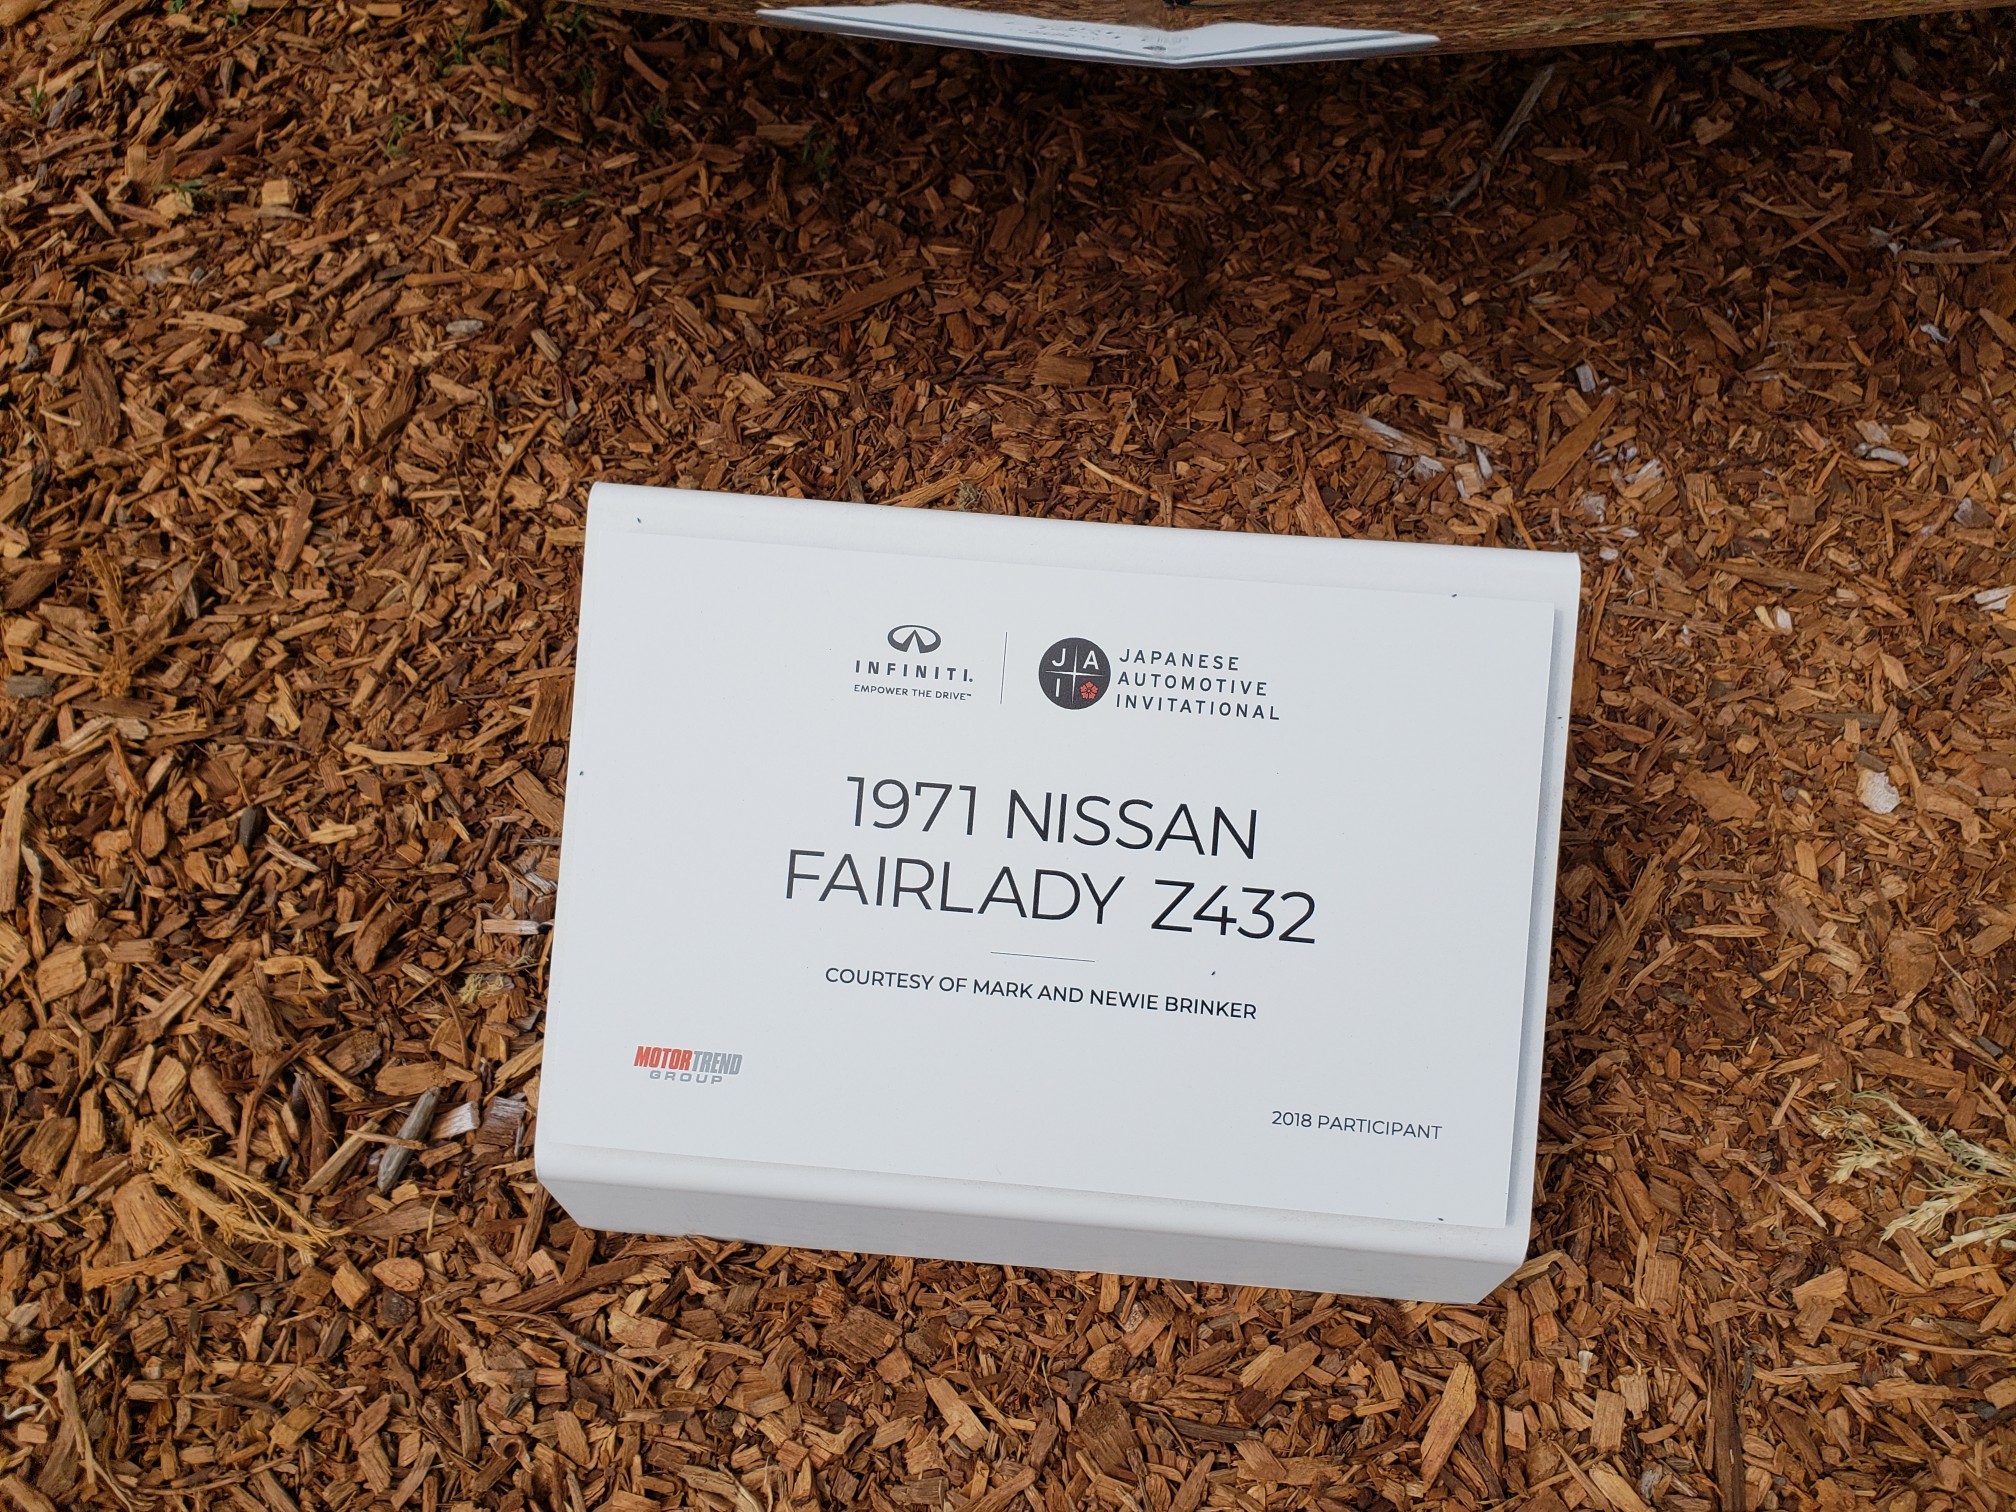 INFINITI.
EMPOWER THE DRIVE™
J A
I
JAPANESE
AUTOMOTIVE
INVITATIONAL
1971 NISSAN
FAIRLADY Z432
COURTESY OF MARK AND NEWIE BRINKER
MOTORTREND
GROUP
2018 PARTICIPANT